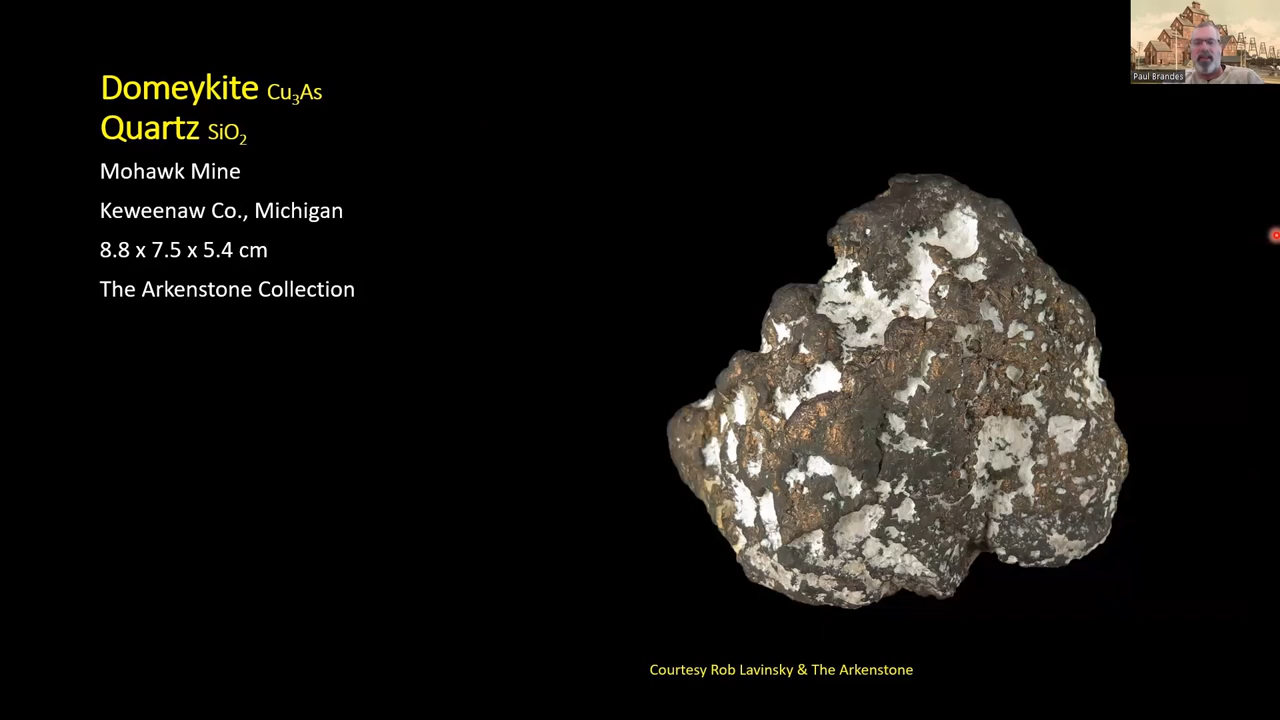 Domeykite Cu₃As
Quartz SiO₂
Mohawk Mine
Keweenaw Co., Michigan
8.8 x 7.5 x 5.4 cm
The Arkenstone Collection
Paul Brandes
Courtesy Rob Lavinsky & The Arkenstone